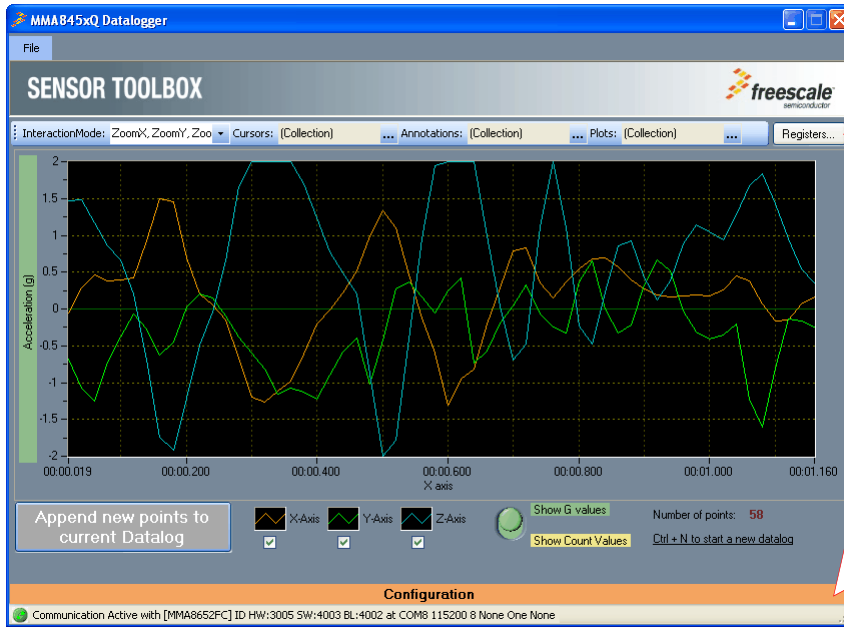 MMA845xQ Datalogger
File
SENSOR TOOLBOX
freescale
semiconductor
InteractionMode: ZoomX, ZoomY, Zoo Cursors: (Collection) ... Annotations: (Collection) ... Plots: (Collection) ... Registers...
Acceleration (g)
2
1.5
1
0.5
0
-0.5
-1
-1.5
-2
00:00.019 00:00.200 00:00.400 00:00.600 00:00.800 00:01.000 00:01.160
X axis
Append new points to
current Datalog
X-Axis Y-Axis Z-Axis
Show G values
Show Count Values
Number of points: 58
Ctrl + N to start a new datalog
Configuration
Communication Active with [MMA8652FC] ID HW:3005 SW:4003 BL:4002 at COM8 115200 8 None One None